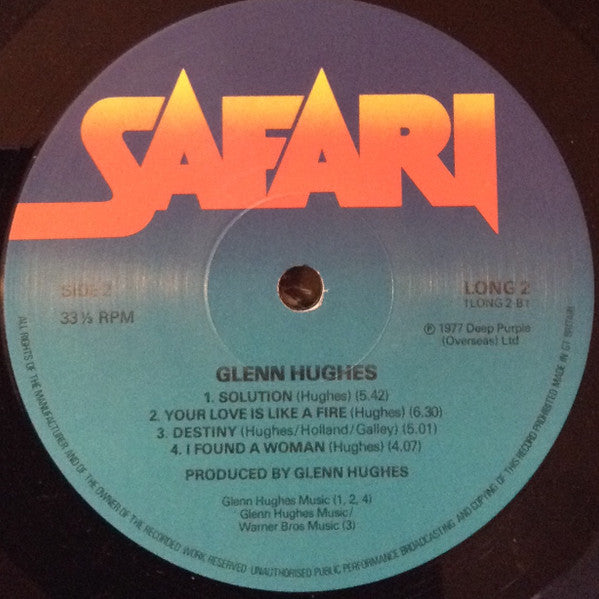 SAFARI
SIDE 2
33⅓ RPM
LONG 2
1LONG 2 B1
℗ 1977 Deep Purple
(Overseas) Ltd
GLENN HUGHES
1. SOLUTION (Hughes) (5.42)
2. YOUR LOVE IS LIKE A FIRE (Hughes) (6.30)
3. DESTINY (Hughes/Holland/Galley) (5.01)
4. I FOUND A WOMAN (Hughes) (4.07)
PRODUCED BY GLENN HUGHES
Glenn Hughes Music (1, 2, 4)
Glenn Hughes Music/
Warner Bros Music (3)
ALL RIGHTS OF THE MANUFACTURER AND OF THE OWNER OF THE RECORDED WORK RESERVED UNAUTHORISED PUBLIC PERFORMANCE BROADCASTING AND COPYING OF THIS RECORD PROHIBITED MADE IN GT BRITAIN